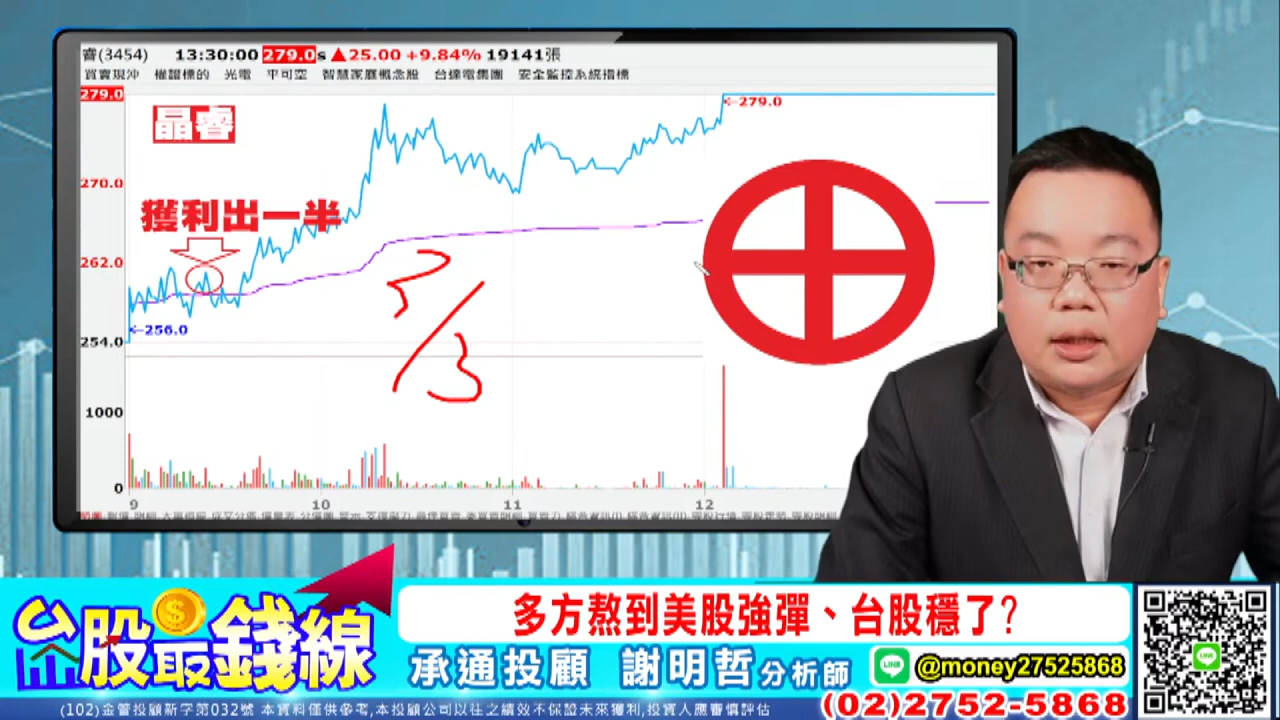 睿(3454) 13:30:00 279.0s ▲25.00 +9.84% 19141張
買賣現沖 權證標的 光電 平可空 智慧家庭概念股 台達電集團 安全監控系統指標
279.0
←279.0
晶睿
270.0
獲利出一半
262.0
2/3
←256.0
254.0
1000
0
9 10 11 12
多方熬到美股強彈、台股穩了?
台股最錢線
$
承通投顧 謝明哲分析師 LINE @money27525868
LINE
(02)2752-5868
(102)金管投顧新字第032號 本資料僅供參考,本投顧公司以往之績效不保證未來獲利,投資人應審慎評估